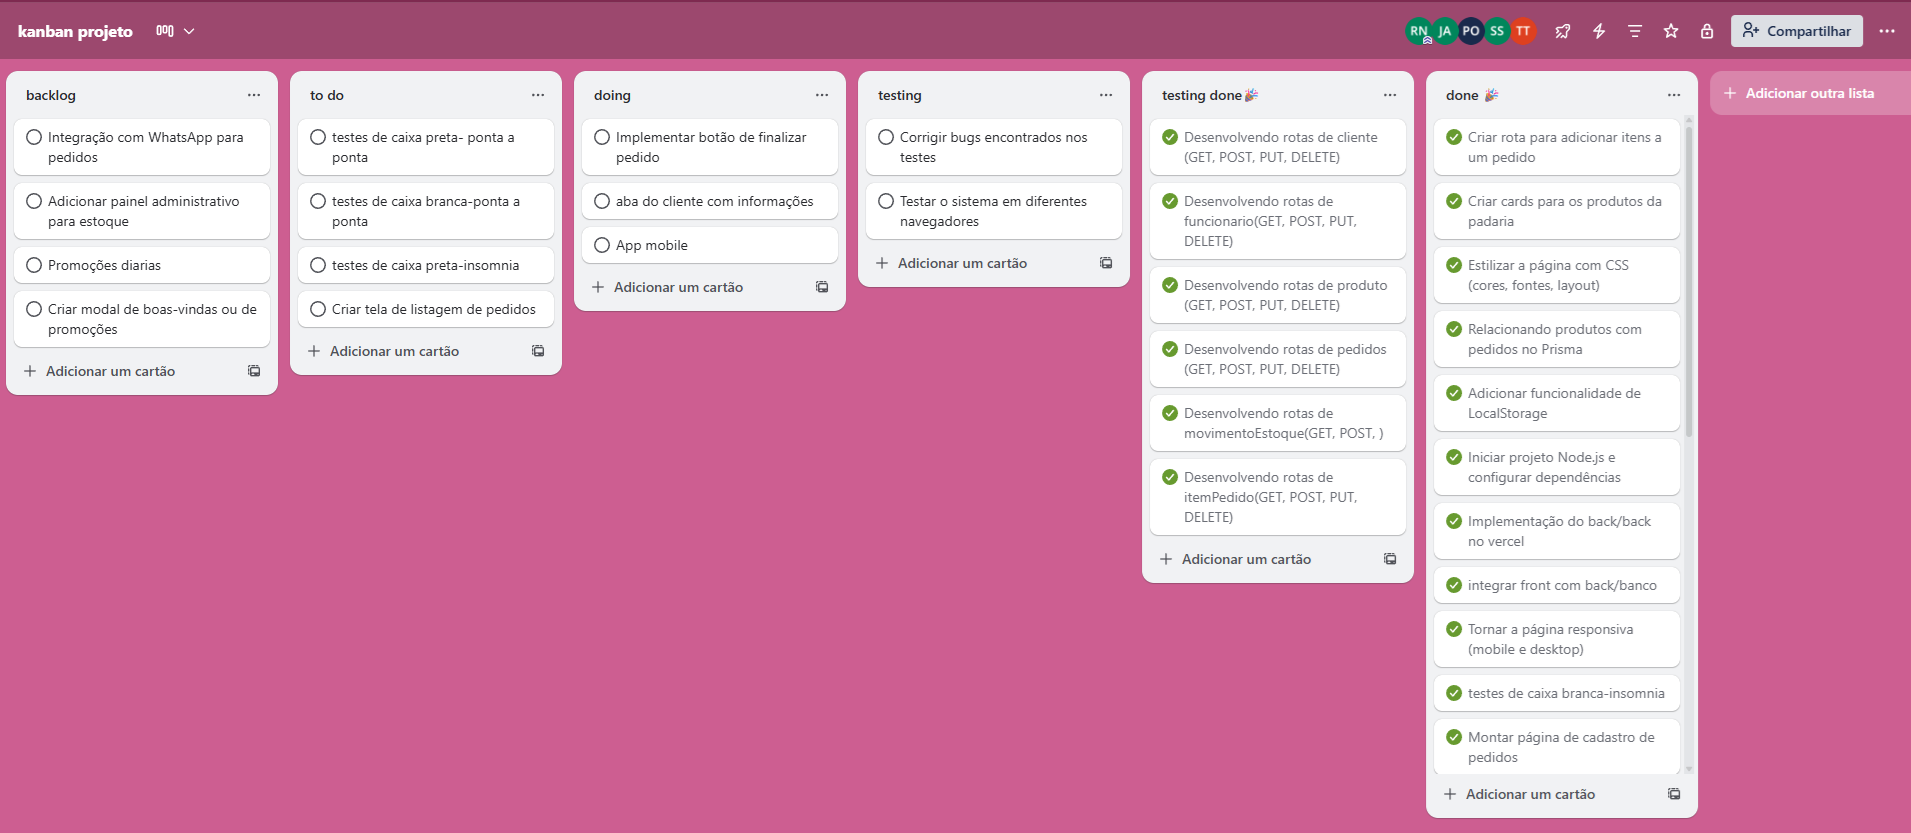 kanban projeto
RN JA PO SS TT
Compartilhar
backlog
Integração com WhatsApp para
pedidos
Adicionar painel administrativo
para estoque
Promoções diarias
Criar modal de boas-vindas ou de
promoções
Adicionar um cartão
to do
testes de caixa preta- ponta a
ponta
testes de caixa branca-ponta a
ponta
testes de caixa preta-insomnia
Criar tela de listagem de pedidos
Adicionar um cartão
doing
Implementar botão de finalizar
pedido
aba do cliente com informações
App mobile
Adicionar um cartão
testing
Corrigir bugs encontrados nos
testes
Testar o sistema em diferentes
navegadores
Adicionar um cartão
testing done🎉
Desenvolvendo rotas de cliente
(GET, POST, PUT, DELETE)
Desenvolvendo rotas de
funcionario(GET, POST, PUT,
DELETE)
Desenvolvendo rotas de produto
(GET, POST, PUT, DELETE)
Desenvolvendo rotas de pedidos
(GET, POST, PUT, DELETE)
Desenvolvendo rotas de
movimentoEstoque(GET, POST, )
Desenvolvendo rotas de
itemPedido(GET, POST, PUT,
DELETE)
Adicionar um cartão
done 🎉
Criar rota para adicionar itens a
um pedido
Criar cards para os produtos da
padaria
Estilizar a página com CSS
(cores, fontes, layout)
Relacionando produtos com
pedidos no Prisma
Adicionar funcionalidade de
LocalStorage
Iniciar projeto Node.js e
configurar dependências
Implementação do back/back
no vercel
integrar front com back/banco
Tornar a página responsiva
(mobile e desktop)
testes de caixa branca-insomnia
Montar página de cadastro de
pedidos
Adicionar um cartão
Adicionar outra lista